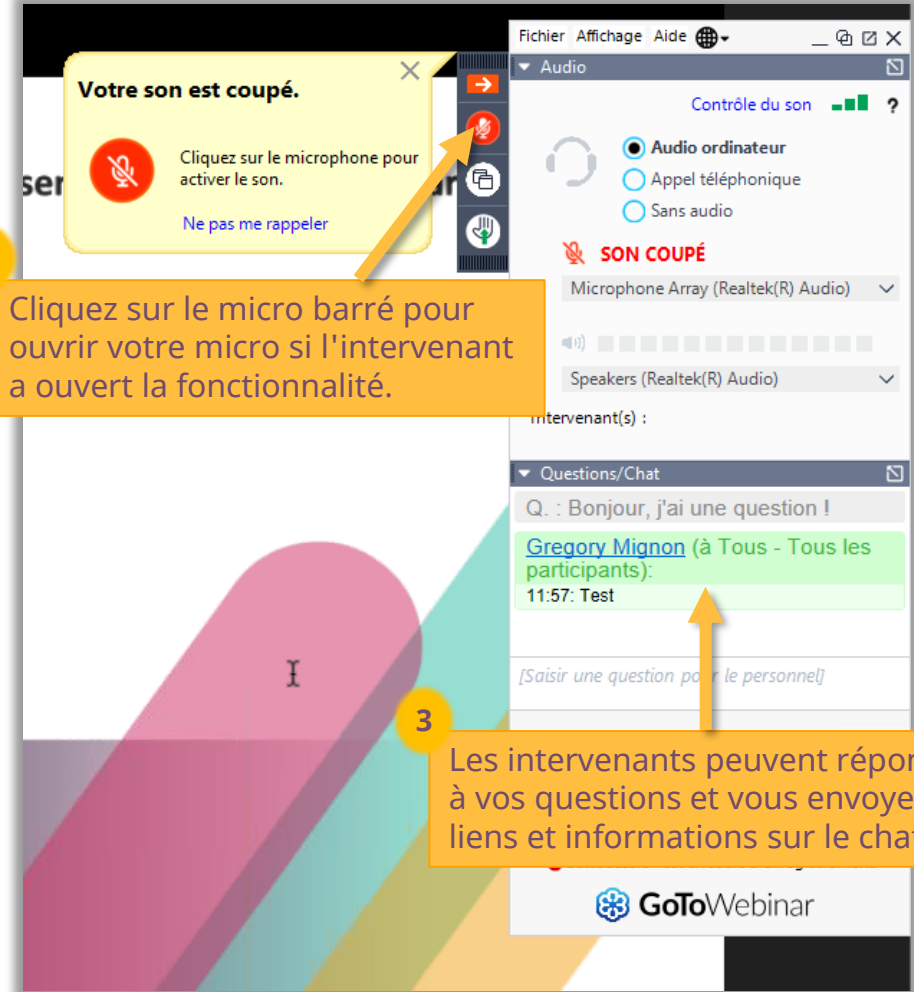 Fichier Affichage Aide
Audio
Votre son est coupé.
Cliquez sur le microphone pour
activer le son.
Ne pas me rappeler
ser
ur
Contrôle du son ?
Audio ordinateur
Appel téléphonique
Sans audio
SON COUPÉ
Microphone Array (Realtek(R) Audio)
Speakers (Realtek(R) Audio)
Intervenant(s) :
Cliquez sur le micro barré pour
ouvrir votre micro si l'intervenant
a ouvert la fonctionnalité.
Questions/Chat
Q. : Bonjour, j'ai une question !
Gregory Mignon (à Tous - Tous les
participants):
11:57: Test
[Saisir une question pour le personnel]
3
Les intervenants peuvent répon
à vos questions et vous envoye
liens et informations sur le chat
GoToWebinar